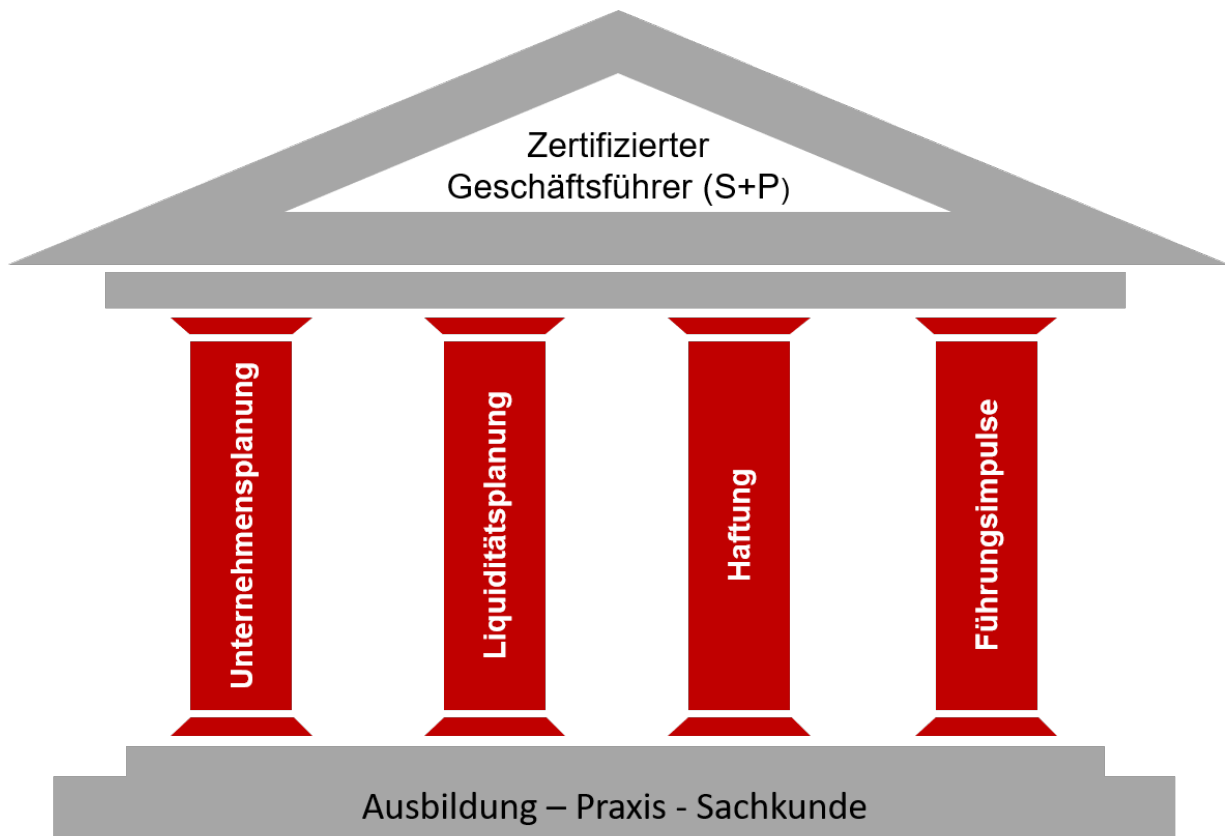 Zertifizierter
Geschäftsführer (S+P)
Unternehmensplanung
Liquiditätsplanung
Haftung
Führungsimpulse
Ausbildung – Praxis - Sachkunde